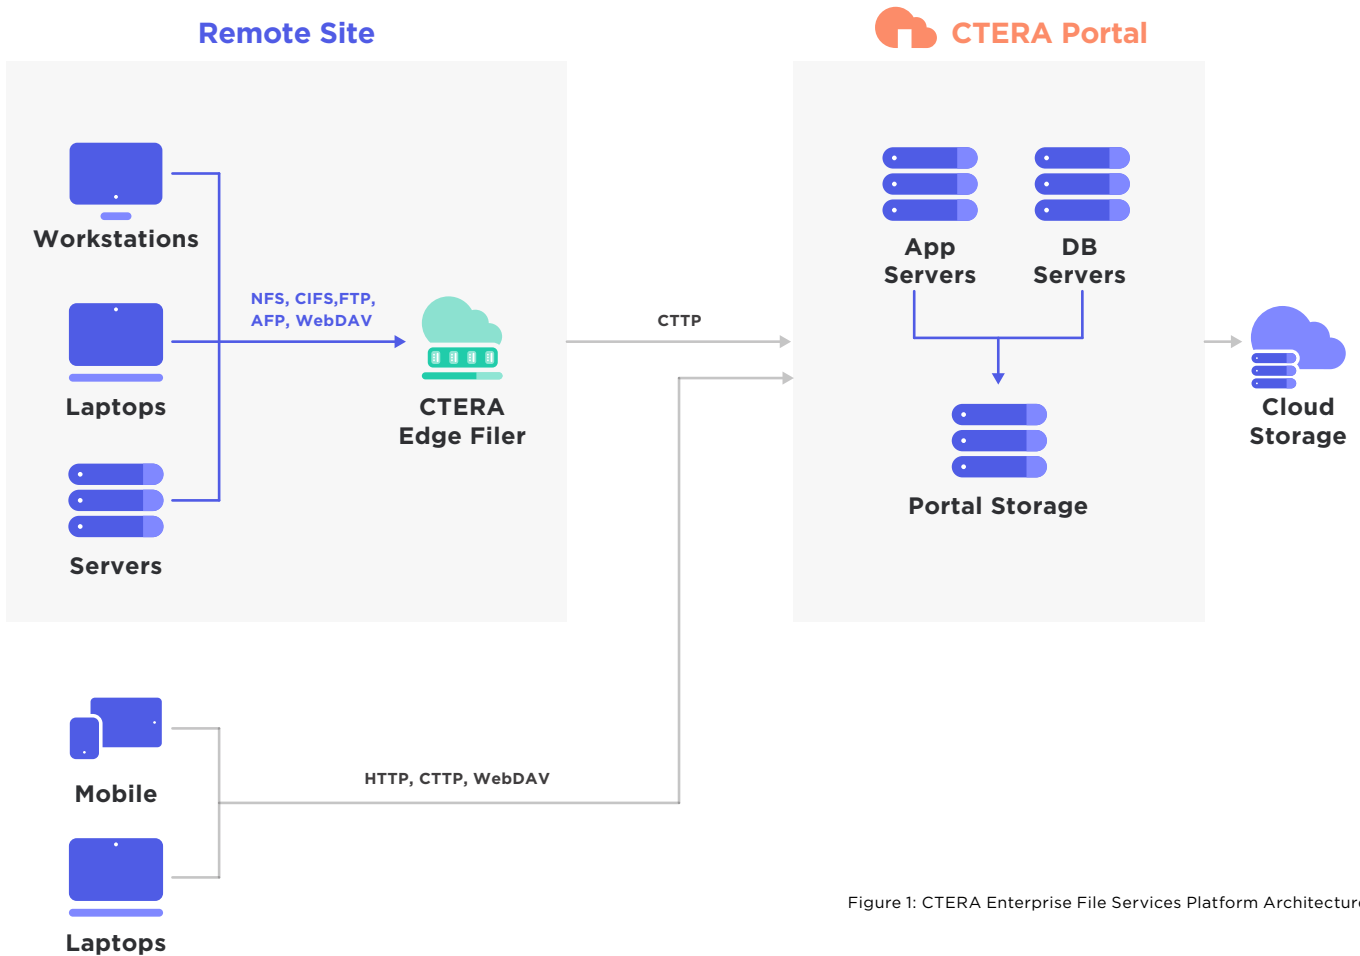 Remote Site
CTERA Portal
Workstations
Laptops
Servers
NFS, CIFS,FTP,
AFP, WebDAV
CTERA
Edge Filer
CTTP
App
Servers
DB
Servers
Portal Storage
Cloud
Storage
Mobile
Laptops
HTTP, CTTP, WebDAV
Figure 1: CTERA Enterprise File Services Platform Architecture